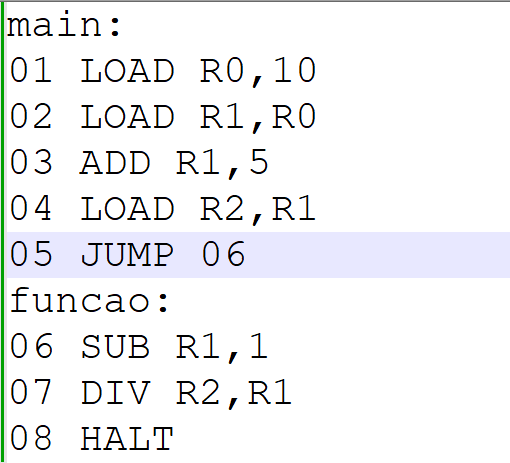 main:
01 LOAD R0,10
02 LOAD R1,R0
03 ADD R1,5
04 LOAD R2,R1
05 JUMP 06
funcao:
06 SUB R1,1
07 DIV R2,R1
08 HALT